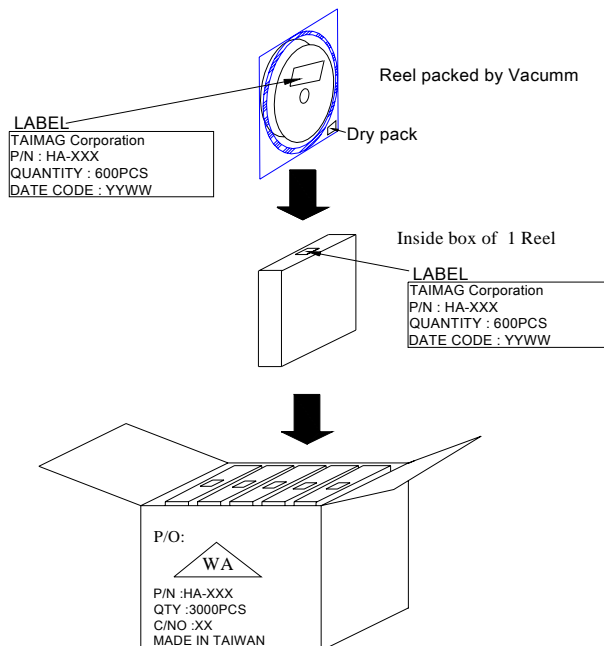 Reel packed by Vacumm
LABEL
TAIMAG Corporation
P/N : HA-XXX
QUANTITY : 600PCS
DATE CODE : YYWW
Dry pack
Inside box of 1 Reel
LABEL
TAIMAG Corporation
P/N : HA-XXX
QUANTITY : 600PCS
DATE CODE : YYWW
P/O:
WA
P/N :HA-XXX
QTY :3000PCS
C/NO :XX
MADE IN TAIWAN